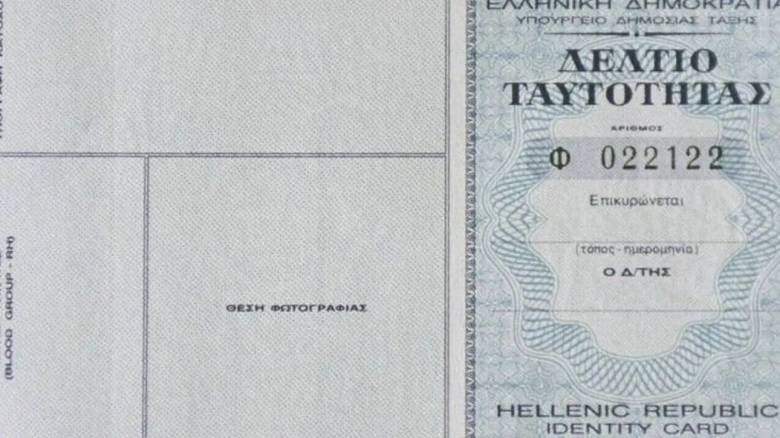 (BLOOD GROUP - RH)
ΘΕΣΗ ΦΩΤΟΓΡΑΦΙΑΣ
ΕΛΛΗΝΙΚΗ ΔΗΜΟΚΡΑΤΙΑ
ΥΠΟΥΡΓΕΙΟ ΔΗΜΟΣΙΑΣ ΤΑΞΗΣ
ΔΕΛΤΙΟ
ΤΑΥΤΟΤΗΤΑΣ
ΑΡΙΘΜΟΣ
Φ 022122
Επικυρώνεται
(τόπος - ημερομηνία)
Ο Δ/ΤΗΣ
HELLENIC REPUBLIC
IDENTITY CARD